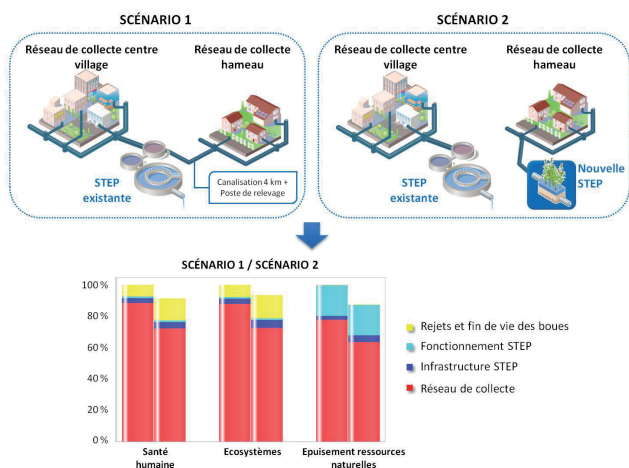 SCÉNARIO 1
Réseau de collecte centre
village
Réseau de collecte
hameau
STEP
existante
Canalisation 4 km +
Poste de relevage
SCÉNARIO 2
Réseau de collecte centre
village
Réseau de collecte
hameau
STEP
existante
Nouvelle
STEP
SCÉNARIO 1 / SCÉNARIO 2
100 %
80 %
60 %
40 %
20 %
0 %
Santé
humaine
Ecosystèmes
Epuisement ressources
naturelles
Rejets et fin de vie des boues
Fonctionnement STEP
Infrastructure STEP
Réseau de collecte